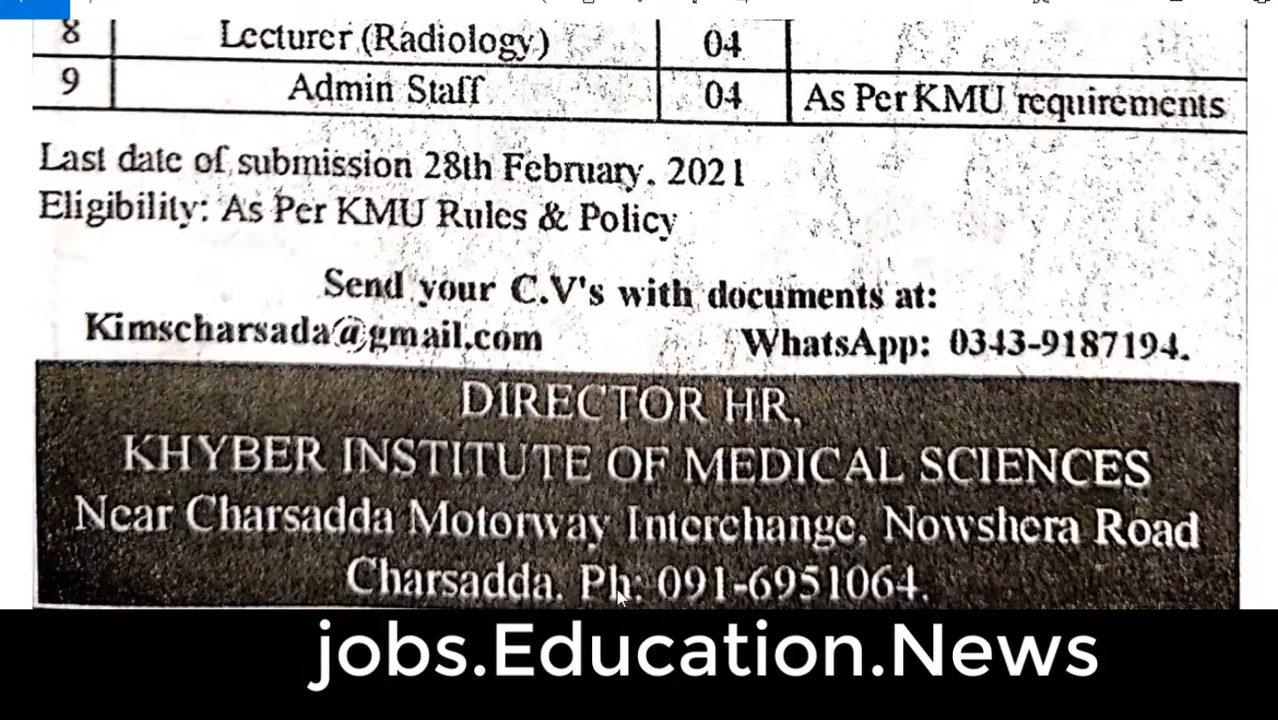 8 Lecturer (Radiology) 04
9 Admin Staff 04 As Per KMU requirements
Last date of submission 28th February, 2021
Eligibility: As Per KMU Rules & Policy
Send your C.V's with documents at:
Kimscharsada@gmail.com WhatsApp: 0343-9187194.
DIRECTOR HR,
KHYBER INSTITUTE OF MEDICAL SCIENCES
Near Charsadda Motorway Interchange, Nowshera Road
Charsadda. Ph: 091-6951064.
jobs.Education.News